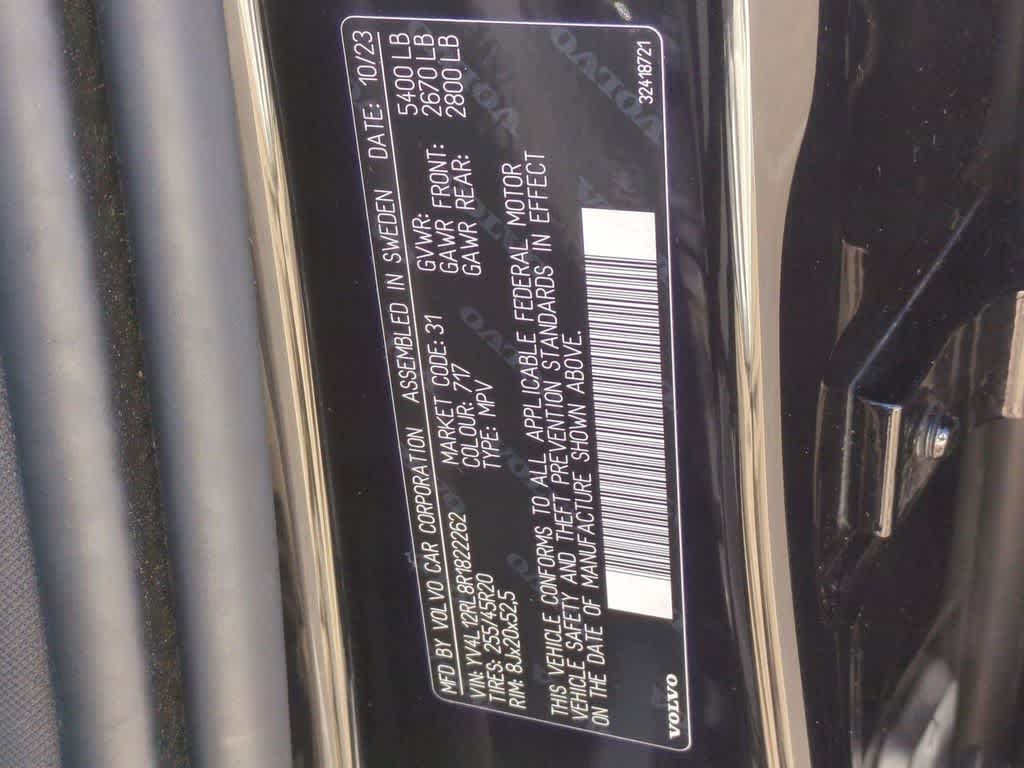 MFD BY VOLVO CAR CORPORATION ASSEMBLED IN SWEDEN DATE: 10/23
VIN: YV4L12RL8R1822262 MARKET CODE: 31 GVWR: 5400 LB
TIRES: 255/45R20 COLOUR: 717 GAWR FRONT: 2670 LB
RIM: 8Jx20x52,5 TYPE: MPV GAWR REAR: 2800 LB
THIS VEHICLE CONFORMS TO ALL APPLICABLE FEDERAL MOTOR
VEHICLE SAFETY AND THEFT PREVENTION STANDARDS IN EFFECT
ON THE DATE OF MANUFACTURE SHOWN ABOVE.
VOLVO 32418721